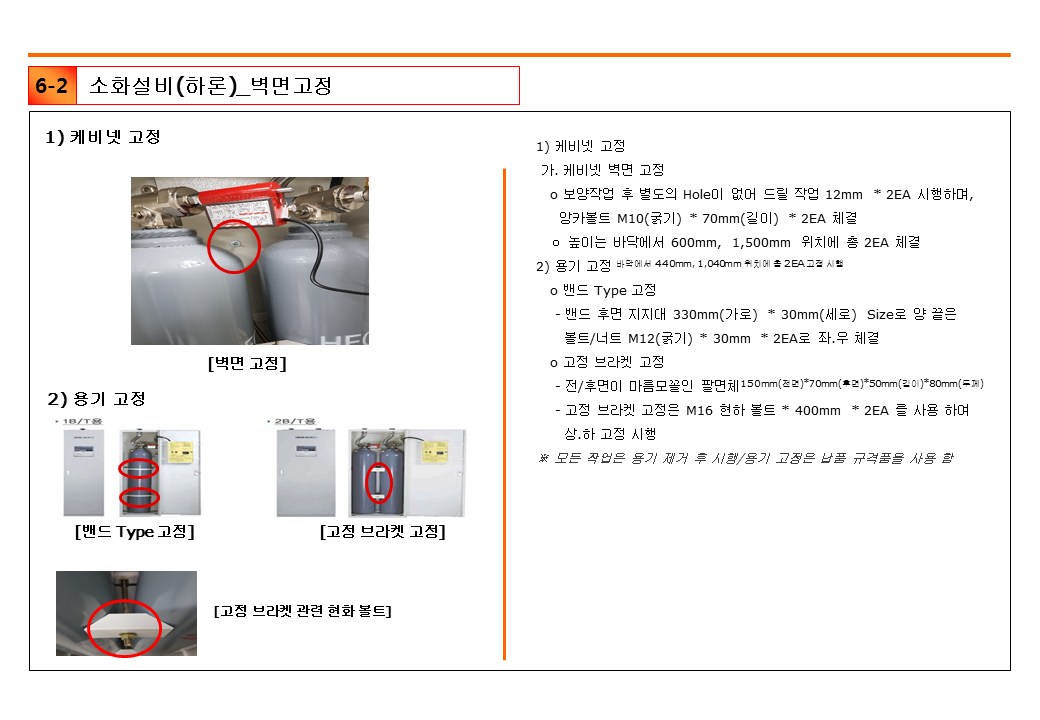 6-2 소화설비(하론)_벽면고정
1) 케비넷 고정
[벽면 고정]
2) 용기 고정
▸ 1B/T용
▸ 2B/T용
[밴드 Type 고정]
[고정 브라켓 고정]
[고정 브라켓 관련 현화 볼트]
1) 케비넷 고정
가. 케비넷 벽면 고정
o 보양작업 후 별도의 Hole이 없어 드릴 작업 12mm * 2EA 시행하며,
앙카볼트 M10(굵기) * 70mm(길이) * 2EA 체결
o 높이는 바닥에서 600mm, 1,500mm 위치에 총 2EA 체결
2) 용기 고정 바닥에서 440mm, 1,040mm 위치에 총 2EA고정 시행
o 밴드 Type 고정
- 밴드 후면 지지대 330mm(가로) * 30mm(세로) Size로 양 끝은
볼트/너트 M12(굵기) * 30mm * 2EA로 좌.우 체결
o 고정 브라켓 고정
- 전/후면이 마름모꼴인 팔면체150mm(전면)*70mm(후면)*50mm(길이)*80mm(두께)
- 고정 브라켓 고정은 M16 현하 볼트 * 400mm * 2EA 를 사용 하며
상.하 고정 시행
※ 모든 작업은 용기 제거 후 시행/용기 고정은 납품 규격품을 사용 함